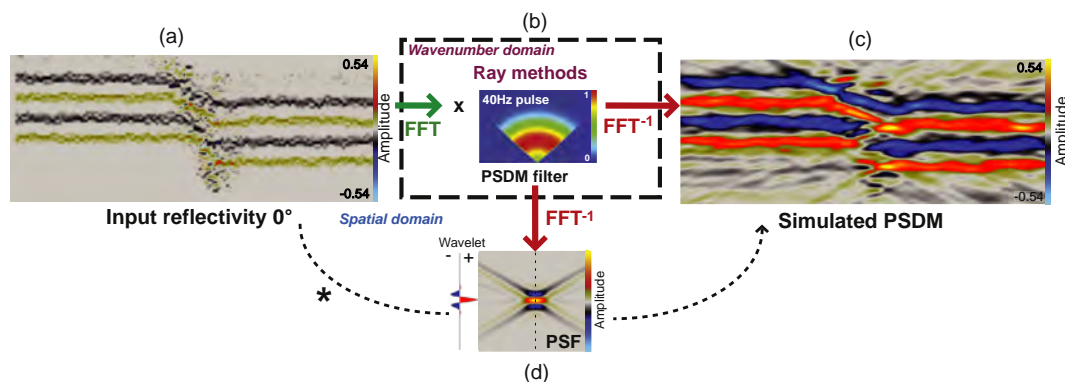 (a)
(b)
(c)
0.54
Amplitude
-0.54
Input reflectivity 0°
Wavenumber domain
Ray methods
FFT
x
40Hz pulse
1
0
PSDM filter
FFT-1
FFT-1
Spatial domain
0.54
Amplitude
-0.54
Simulated PSDM
*
Wavelet
- +
PSF
Amplitude
(d)